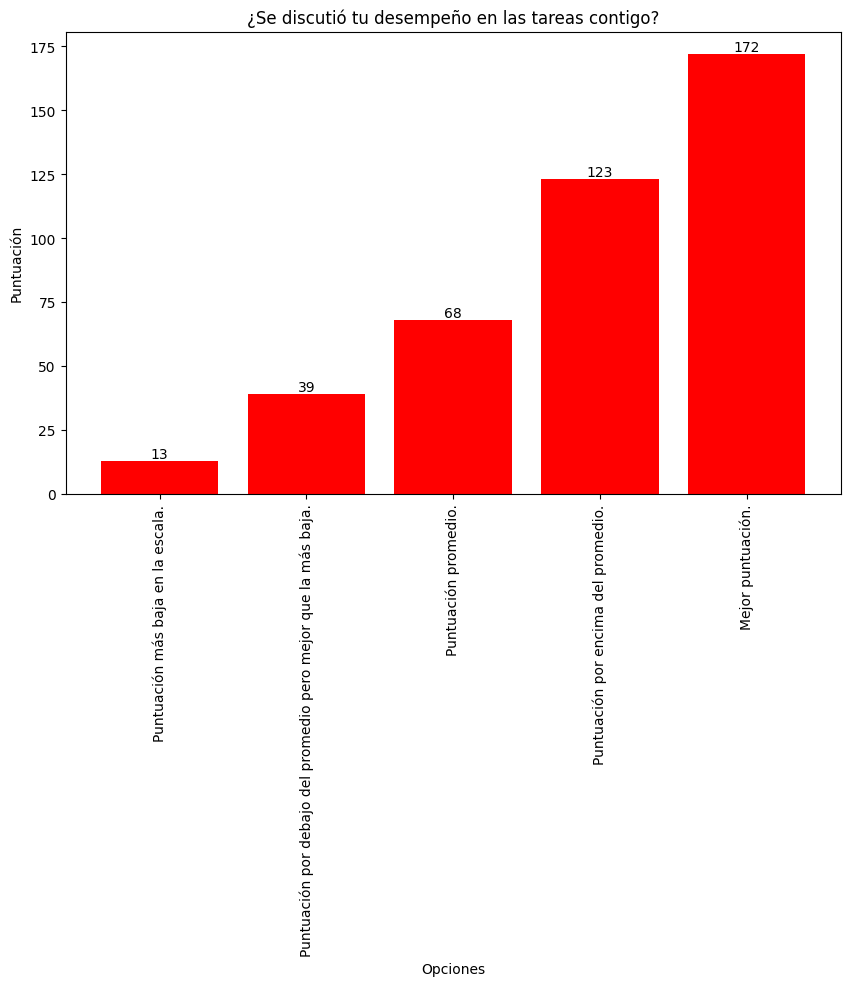 ¿Se discutió tu desempeño en las tareas contigo?
Puntuación
175
150
125
100
75
50
25
0
13
39
68
123
172
Puntuación más baja en la escala.
Puntuación por debajo del promedio pero mejor que la más baja.
Puntuación promedio.
Puntuación por encima del promedio.
Mejor puntuación.
Opciones